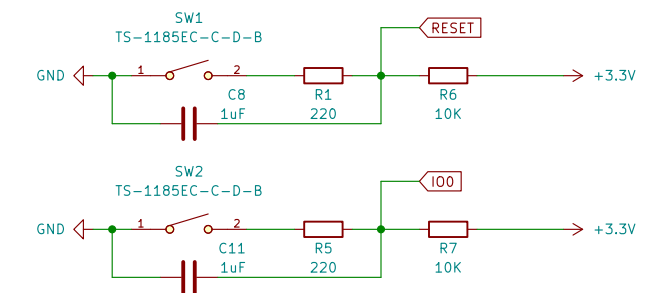 SW1
TS-1185EC-C-D-B
RESET
GND
1
2
+3.3V
C8
1uF
R1
220
R6
10K
SW2
TS-1185EC-C-D-B
IO0
GND
1
2
+3.3V
C11
1uF
R5
220
R7
10K